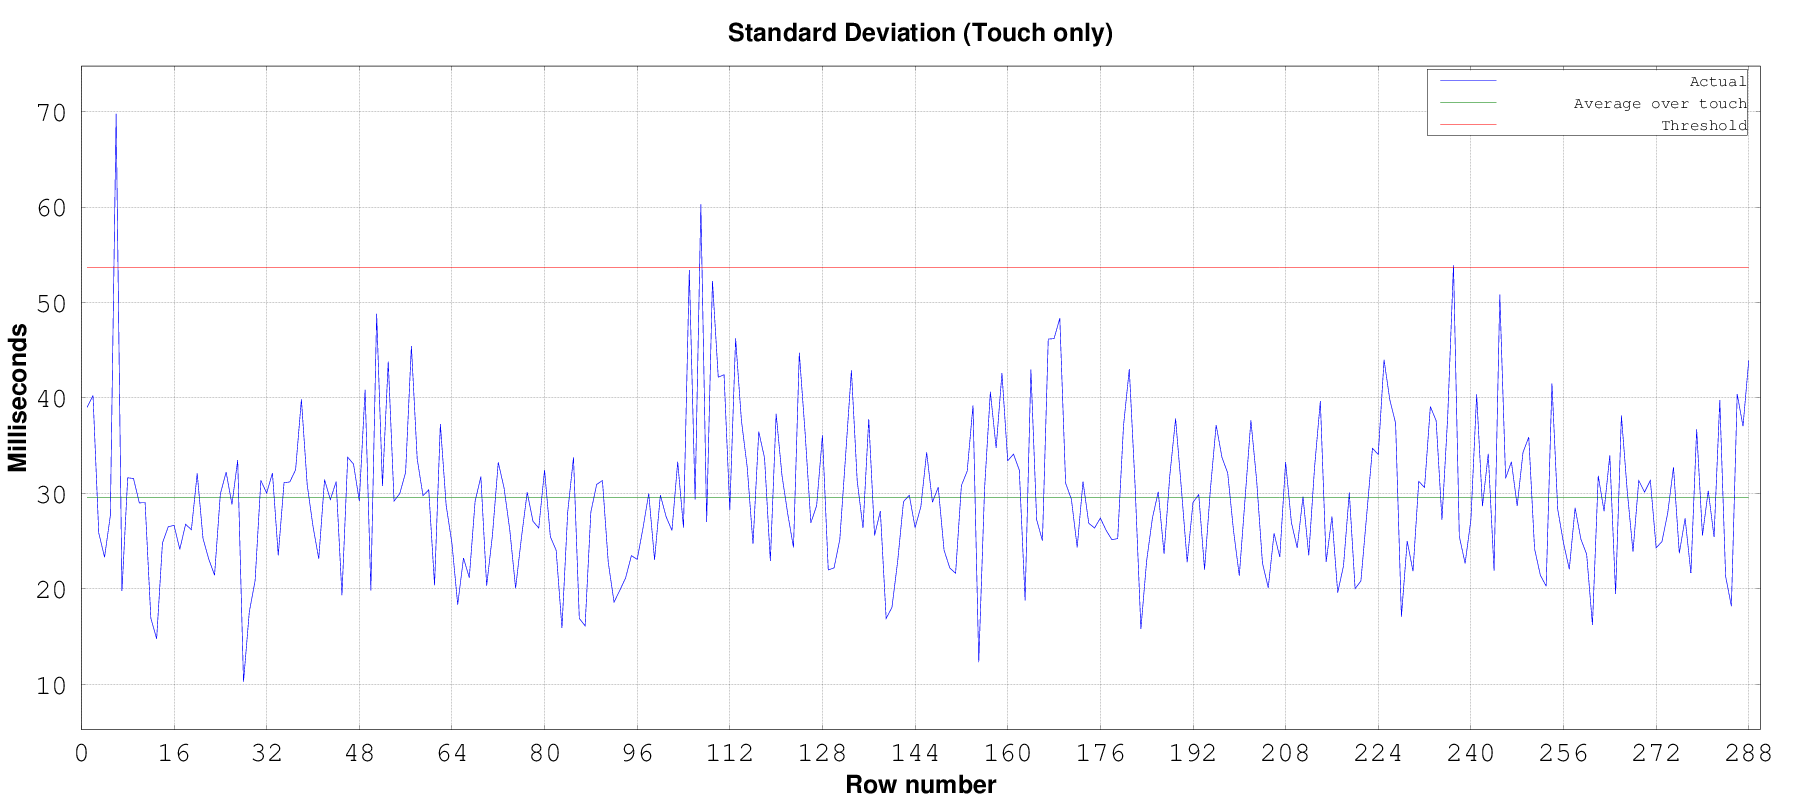 Standard Deviation (Touch only)
Actual
Average over touch
Threshold
70
60
50
40
30
20
10
Milliseconds
0 16 32 48 64 80 96 112 128 144 160 176 192 208 224 240 256 272 288
Row number